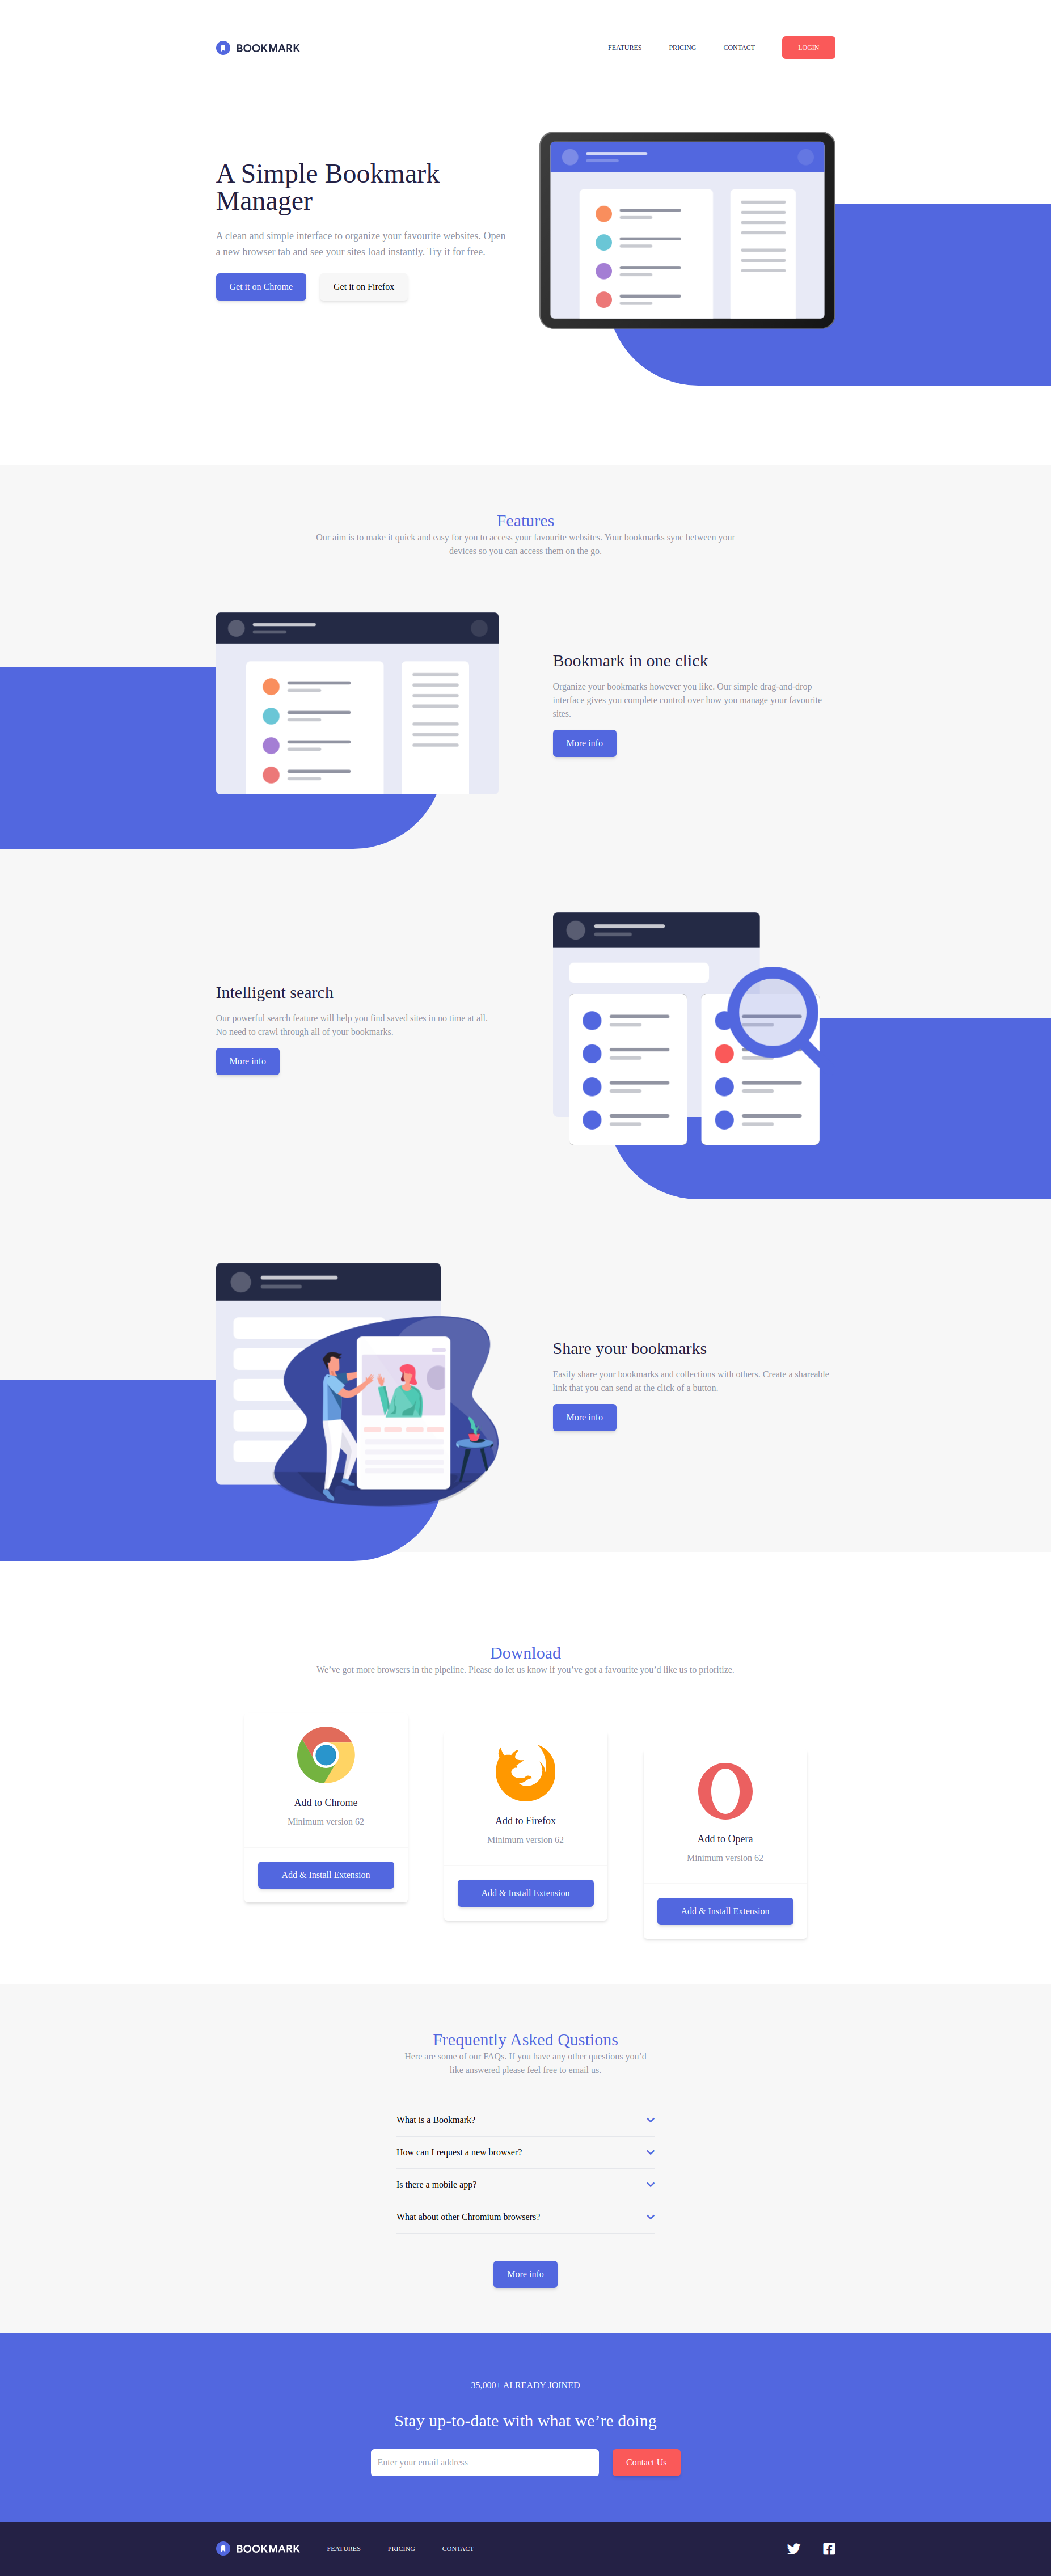 BOOKMARK
FEATURES
PRICING
CONTACT
LOGIN
A Simple Bookmark
Manager
A clean and simple interface to organize your favourite websites. Open
a new browser tab and see your sites load instantly. Try it for free.
Get it on Chrome
Get it on Firefox
Features
Our aim is to make it quick and easy for you to access your favourite websites. Your bookmarks sync between your
devices so you can access them on the go.
Bookmark in one click
Organize your bookmarks however you like. Our simple drag-and-drop
interface gives you complete control over how you manage your favourite
sites.
More info
Intelligent search
Our powerful search feature will help you find saved sites in no time at all.
No need to crawl through all of your bookmarks.
More info
Share your bookmarks
Easily share your bookmarks and collections with others. Create a shareable
link that you can send at the click of a button.
More info
Download
We’ve got more browsers in the pipeline. Please do let us know if you’ve got a favourite you’d like us to prioritize.
Add to Chrome
Minimum version 62
Add & Install Extension
Add to Firefox
Minimum version 62
Add & Install Extension
Add to Opera
Minimum version 62
Add & Install Extension
Frequently Asked Qustions
Here are some of our FAQs. If you have any other questions you’d
like answered please feel free to email us.
What is a Bookmark?
How can I request a new browser?
Is there a mobile app?
What about other Chromium browsers?
More info
35,000+ ALREADY JOINED
Stay up-to-date with what we’re doing
Enter your email address
Contact Us
BOOKMARK
FEATURES
PRICING
CONTACT